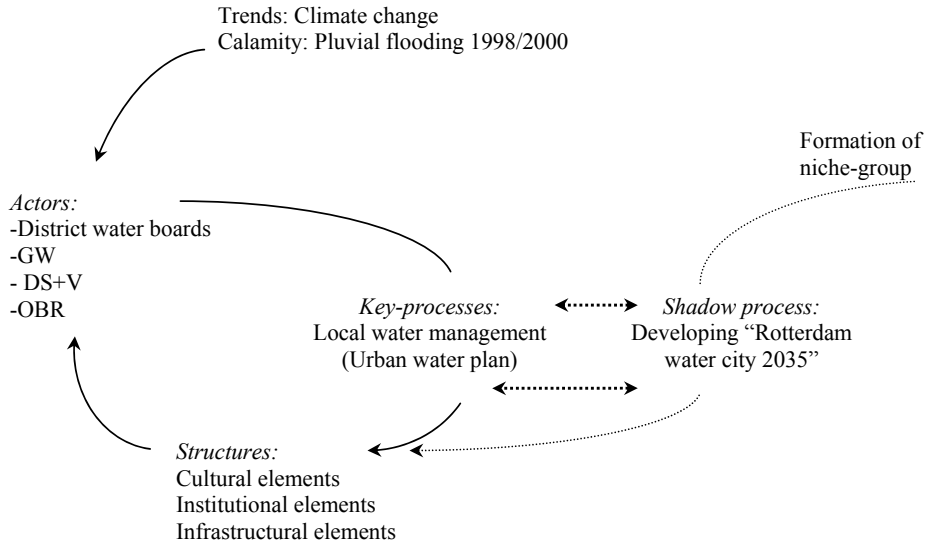 Trends: Climate change
Calamity: Pluvial flooding 1998/2000
Formation of
niche-group
Actors:
-District water boards
-GW
- DS+V
-OBR
Key-processes:
Local water management
(Urban water plan)
Shadow process:
Developing “Rotterdam
water city 2035”
Structures:
Cultural elements
Institutional elements
Infrastructural elements